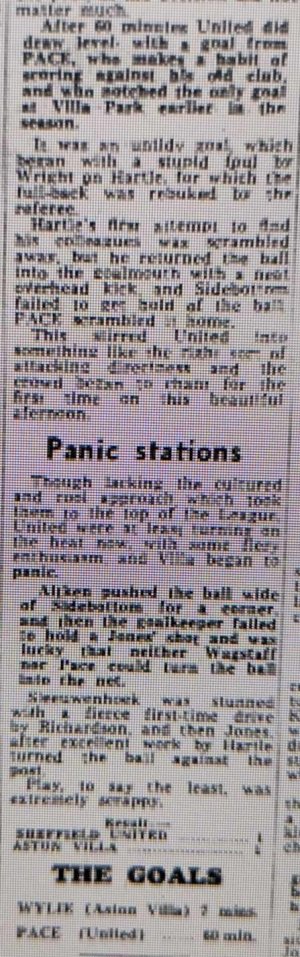 matter much.
After 60 minutes United did
draw level with a goal from
PACE, who makes a habit of
scoring against his old club,
and who notched the only goal
at Villa Park earlier in the
season.
It was an untidy goal, which
began with a stupid foul by
Wright on Hartle, for which the
full-back was rebuked by the
referee.
Hartle's first attempt to find
his colleagues was scrambled
away, but he returned the ball
into the goalmouth with a neat
overhead kick, and Sidebottom
failed to get hold of the ball.
PACE scrambled it home.
This stirred United into
something like the right sort of
attacking directness and the
crowd began to chant for the
first time on this beautiful
afternoon.
Panic stations
Though lacking the cultured
and cool approach which took
them to the top of the League,
United were at least turning on
the heat now, with some fiery
enthusiasm, and Villa began to
panic.
Aitken pushed the ball wide
of Sidebottom for a corner,
and then the goalkeeper failed
to hold a Jones' shot and was
lucky that neither Wagstaff
nor Pace could turn the ball
into the net.
Sleeuwenhoek was stunned
with a fierce first-time drive
by Richardson, and then Jones,
after excellent work by Hartle
turned the ball against the
post.
Play, to say the least, was
extremely scrappy.
Result—
SHEFFIELD UNITED
ASTON VILLA
THE GOALS
WYLIE (Aston Villa) 7 mins.
PACE (United) ..... 60 min.